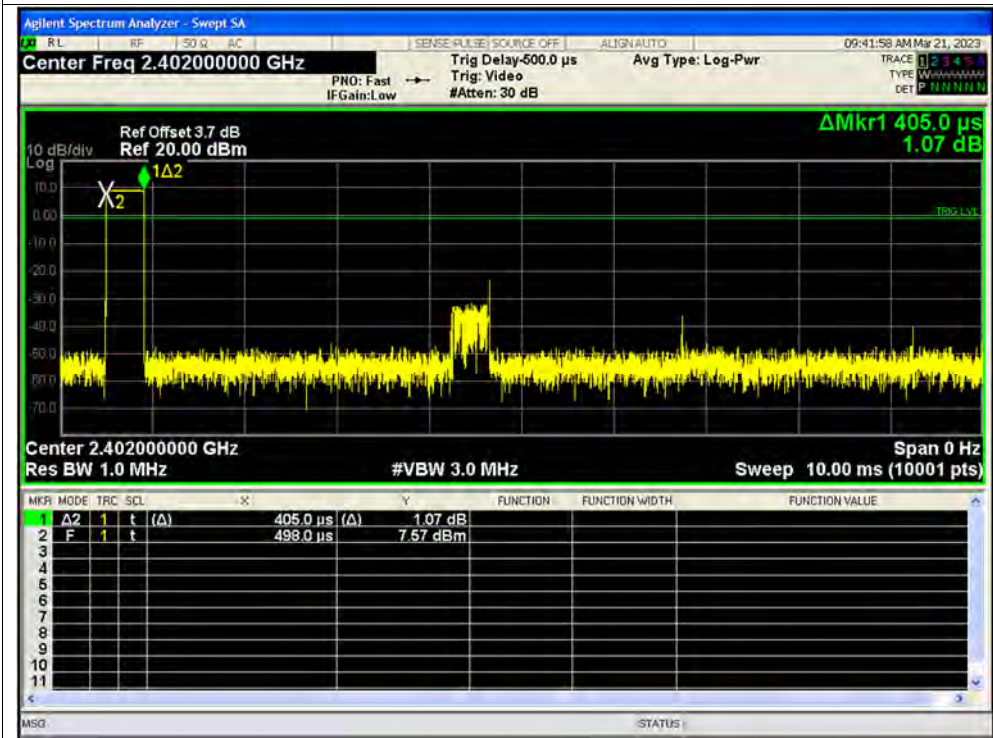 Agilent Spectrum Analyzer - Swept SA
LXI RL RF 50 Ω AC SENSE:PULSE SOURCE OFF ALIGNAUTO 09:41:58 AM Mar 21, 2023
Center Freq 2.402000000 GHz
PNO: Fast
IFGain:Low
Trig Delay-500.0 µs
Trig: Video
#Atten: 30 dB
Avg Type: Log-Pwr
TRACE 1 2 3 4 5 6
TYPE W
DET P N N N N N
ΔMkr1 405.0 µs
1.07 dB
Ref Offset 3.7 dB
10 dB/div Ref 20.00 dBm
Log
1Δ2
10.0
2
0.00
TRIG LVL
-10.0
-20.0
-30.0
-40.0
-50.0
-60.0
-70.0
Center 2.402000000 GHz Span 0 Hz
Res BW 1.0 MHz #VBW 3.0 MHz Sweep 10.00 ms (10001 pts)
MKR MODE TRC SCL X Y FUNCTION FUNCTION WIDTH FUNCTION VALUE
1 Δ2 1 t (Δ) 405.0 µs (Δ) 1.07 dB
2 F 1 t 498.0 µs 7.57 dBm
3
4
5
6
7
8
9
10
11
MSG STATUS